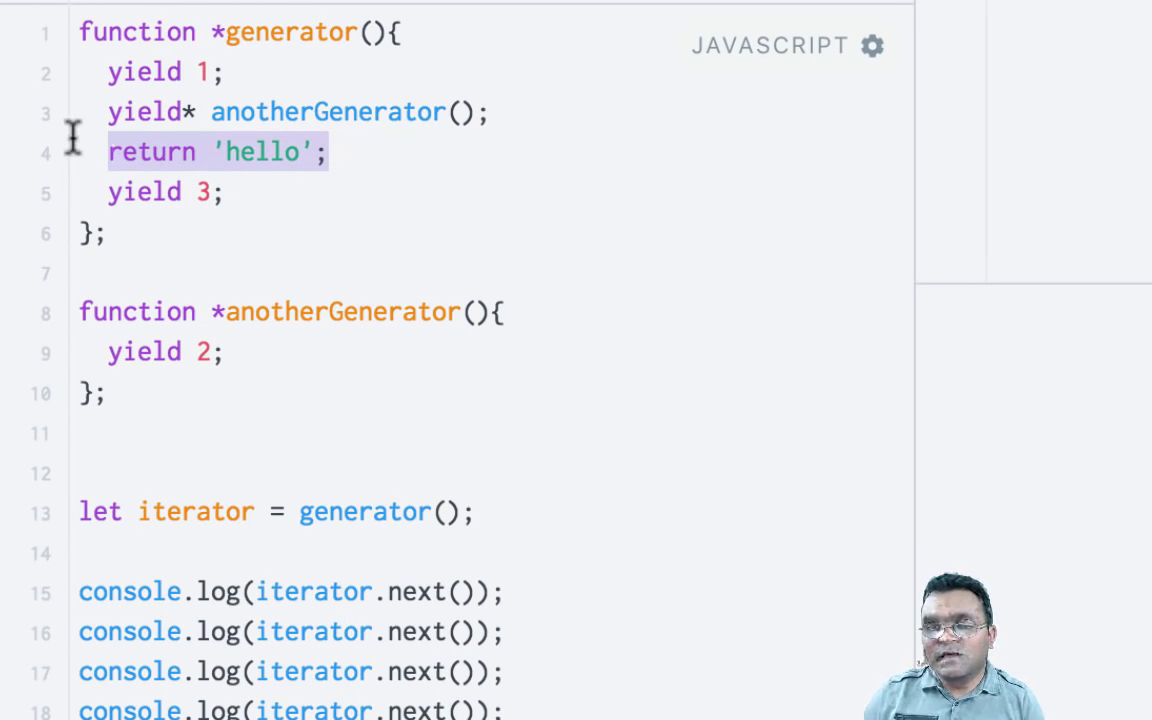 1 function *generator(){
JAVASCRIPT
2 yield 1;
3 yield* anotherGenerator();
4 return 'hello';
5 yield 3;
6 };
7
8 function *anotherGenerator(){
9 yield 2;
10 };
11
12
13 let iterator = generator();
14
15 console.log(iterator.next());
16 console.log(iterator.next());
17 console.log(iterator.next());
18 console.log(iterator.next());